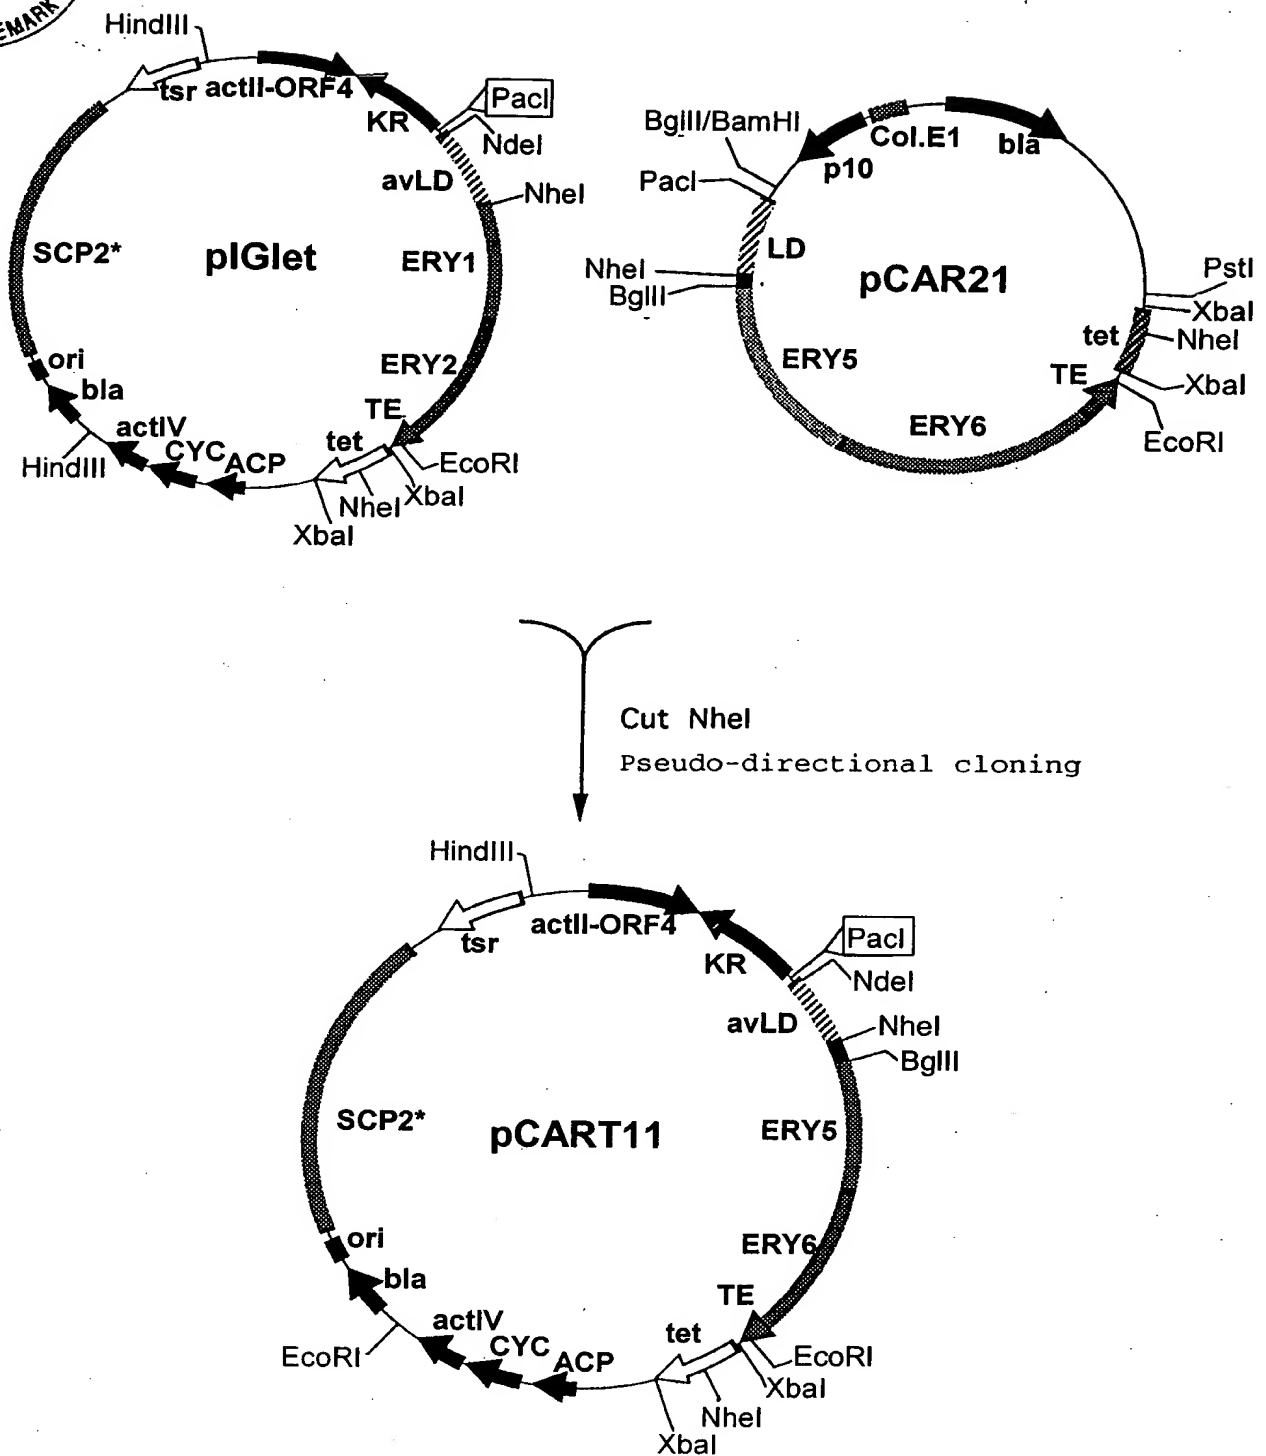 EMARK
HindIII
tsr
actII-ORF4
KR
PacI
NdeI
avLD
NheI
SCP2*
pIGlet
ERY1
ERY2
ori
bla
TE
tet
actIV
CYC
ACP
HindIII
EcoRI
XbaI
NheI
XbaI
BglII/BamHI
Col.E1
bla
p10
PacI
LD
NheI
BglII
pCAR21
PstI
XbaI
tet
NheI
ERY5
TE
XbaI
ERY6
EcoRI
Cut NheI
Pseudo-directional cloning
HindIII
actII-ORF4
tsr
KR
PacI
NdeI
avLD
NheI
BglII
SCP2*
pCART11
ERY5
ori
ERY6
bla
TE
actIV
tet
EcoRI
CYC
ACP
EcoRI
XbaI
NheI
XbaI